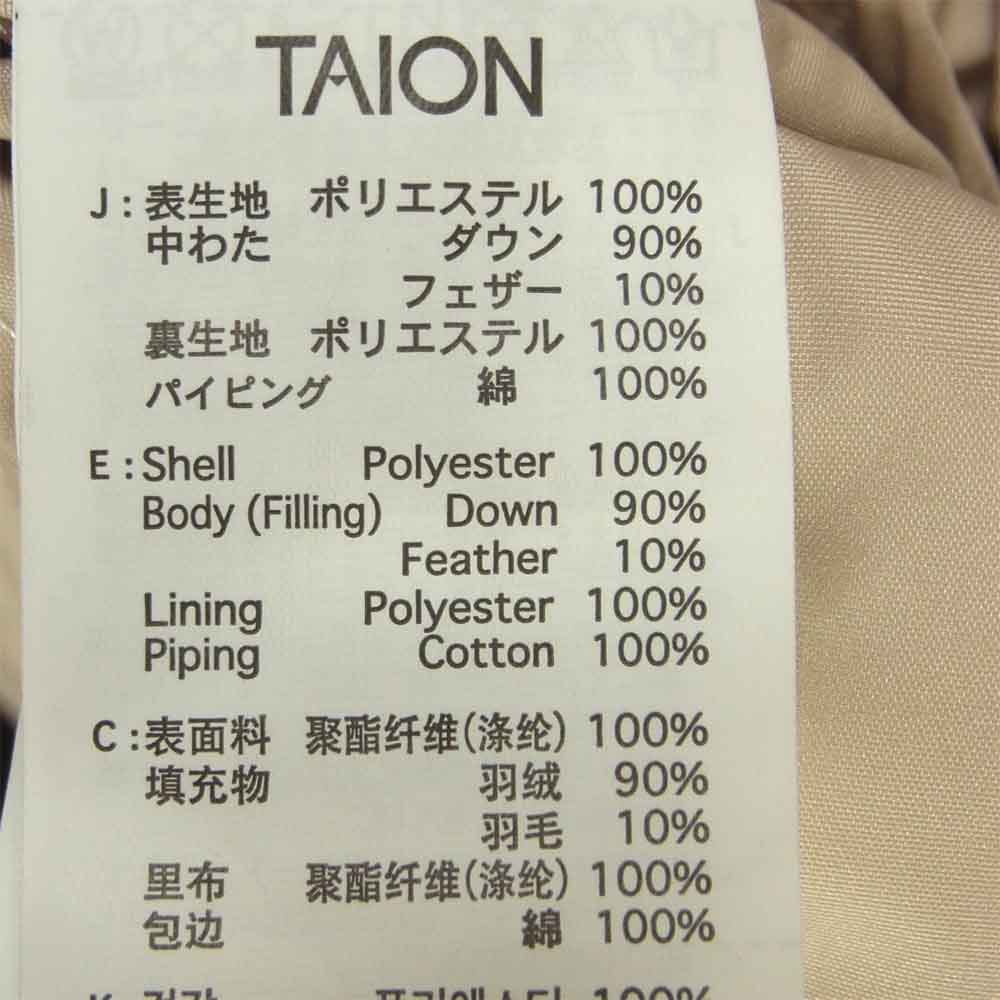 TAION
J : 表生地 ポリエステル 100%
中わた ダウン 90%
フェザー 10%
裏生地 ポリエステル 100%
パイピング 綿 100%
E : Shell Polyester 100%
Body (Filling) Down 90%
Feather 10%
Lining Polyester 100%
Piping Cotton 100%
C : 表面料 聚酯纤维(涤纶) 100%
填充物 羽绒 90%
羽毛 10%
里布 聚酯纤维(涤纶) 100%
包边 綿 100%